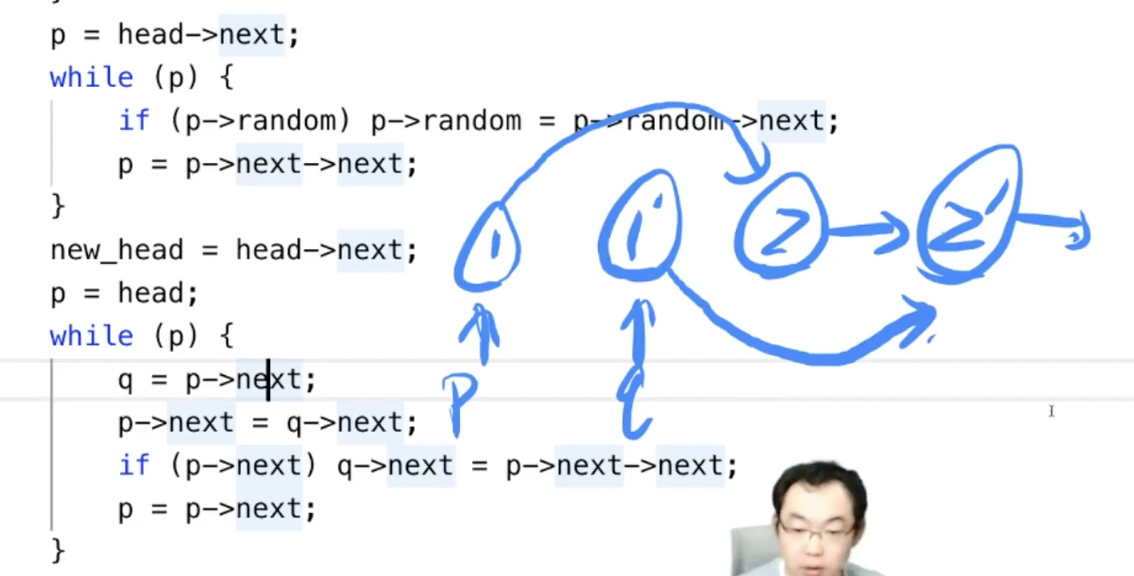 }
p = head->next;
while (p) {
if (p->random) p->random = p->random->next;
p = p->next->next;
}
new_head = head->next;
p = head;
while (p) {
q = p->next;
p->next = q->next;
if (p->next) q->next = p->next->next;
p = p->next;
}
1 1' 2 2'
P q